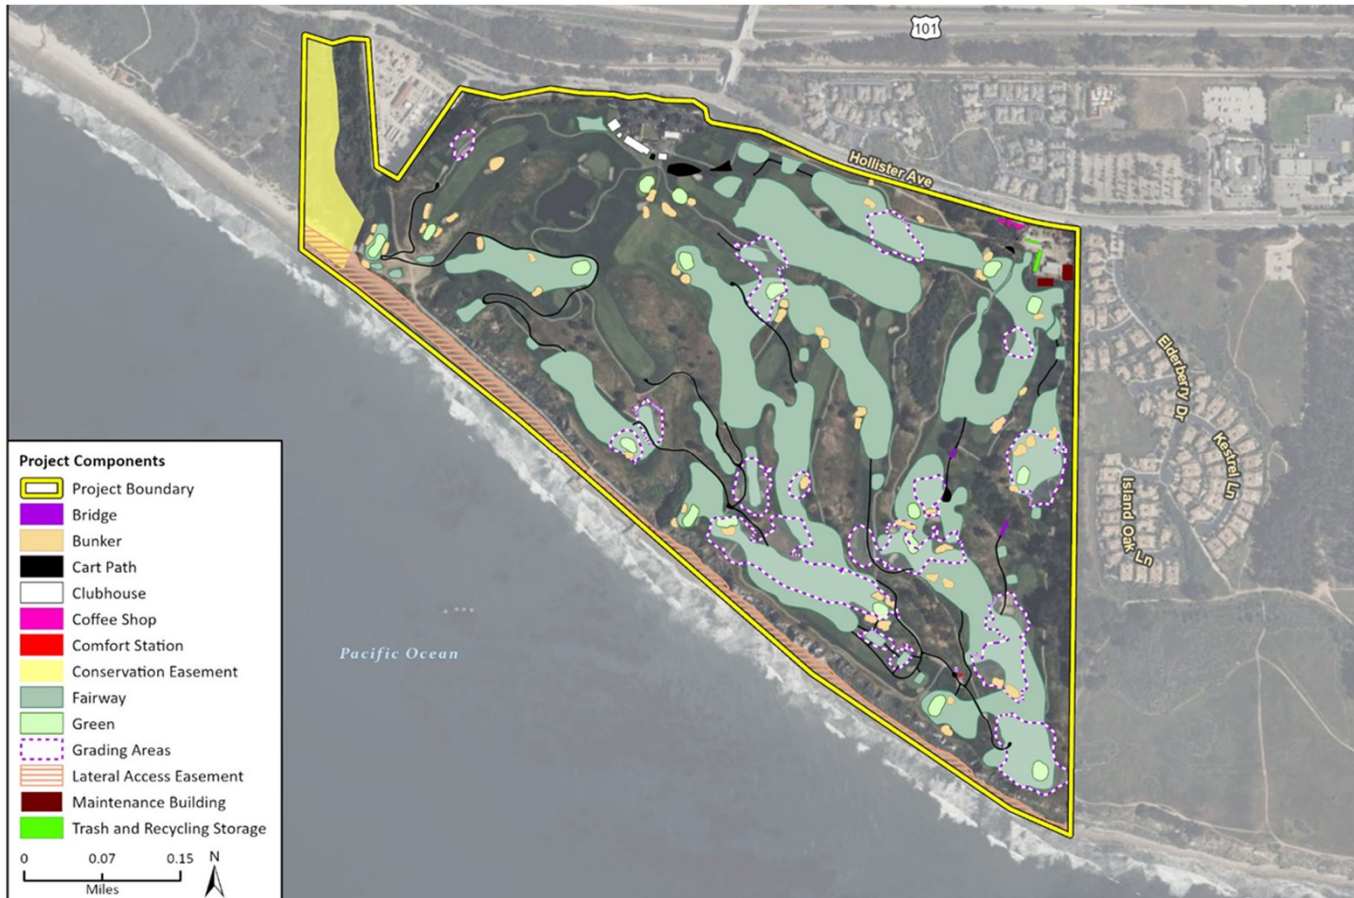 101
Hollister Ave
Elderberry Dr
Kestrel Ln
Island Oak Ln
Pacific Ocean
Project Components
Project Boundary
Bridge
Bunker
Cart Path
Clubhouse
Coffee Shop
Comfort Station
Conservation Easement
Fairway
Green
Grading Areas
Lateral Access Easement
Maintenance Building
Trash and Recycling Storage
0 0.07 0.15
Miles
N